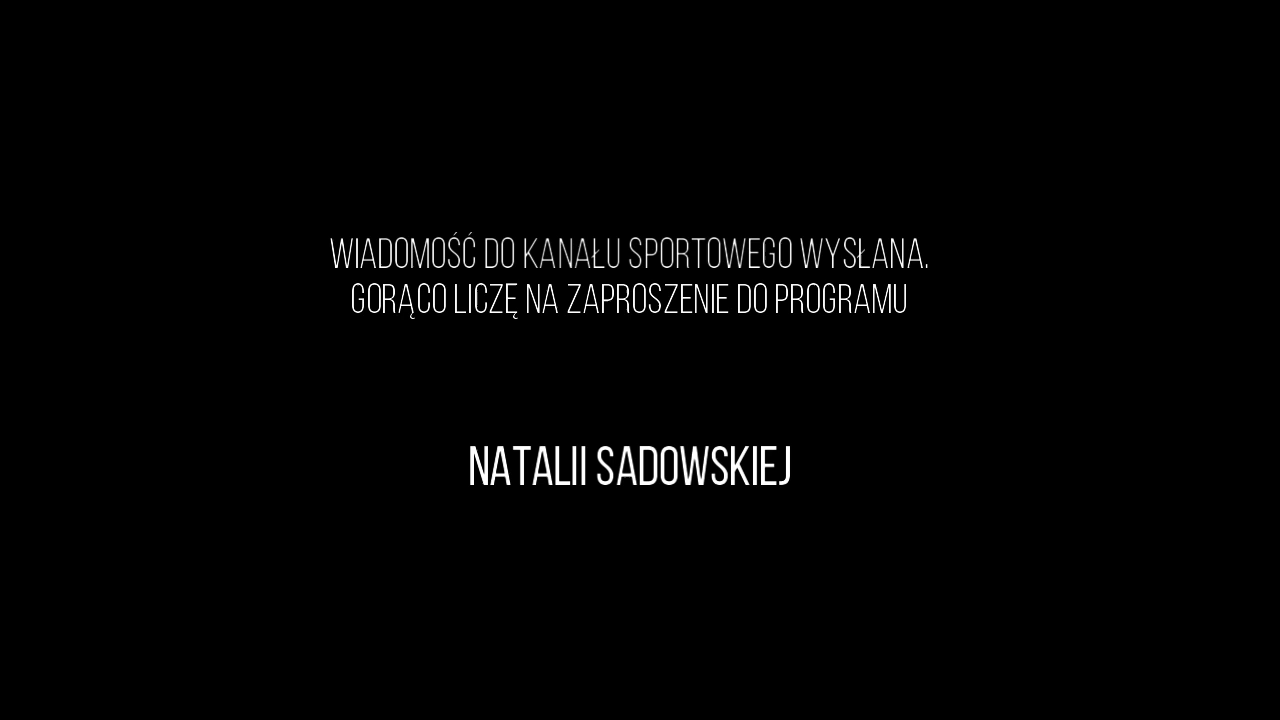 WIADOMOŚĆ DO KANAŁU SPORTOWEGO WYSŁANA.
GORĄCO LICZĘ NA ZAPROSZENIE DO PROGRAMU
NATALII SADOWSKIEJ